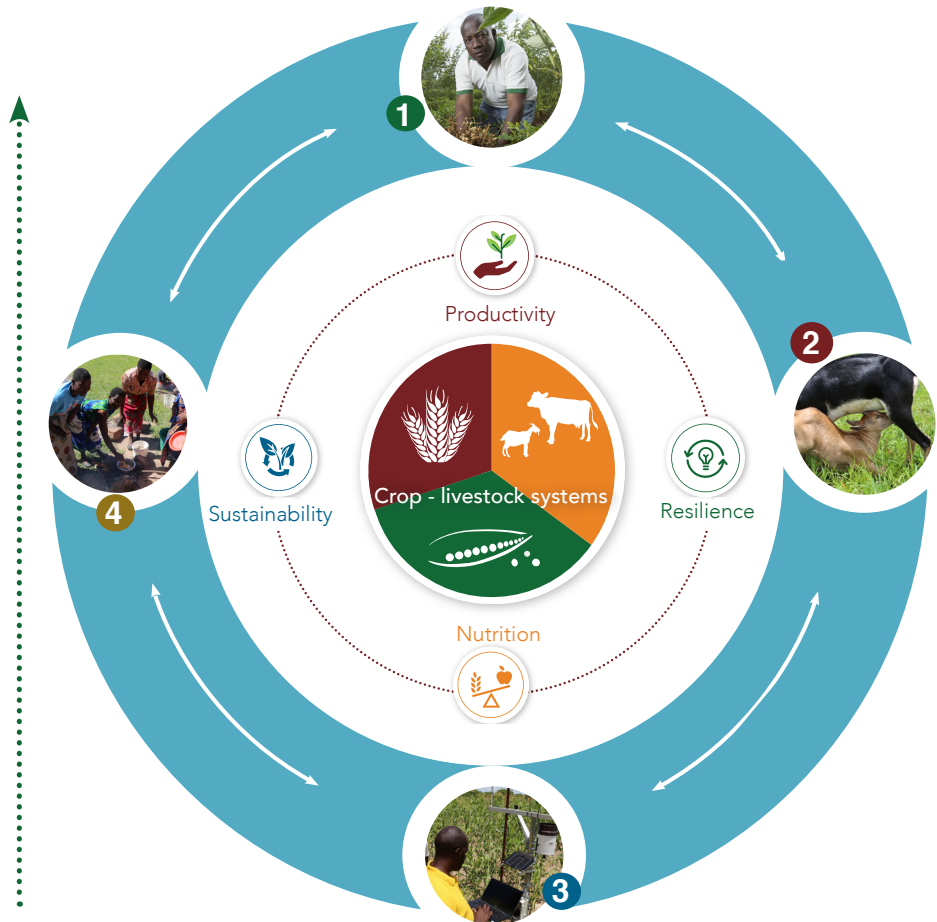 1
Productivity
2
Crop - livestock systems
Sustainability
Resilience
4
Nutrition
3